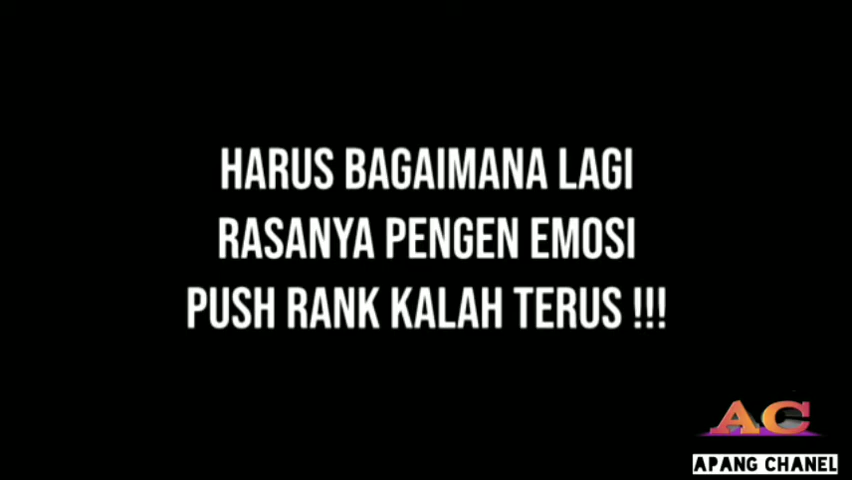 HARUS BAGAIMANA LAGI
RASANYA PENGEN EMOSI
PUSH RANK KALAH TERUS !!!
AC
APANG CHANEL